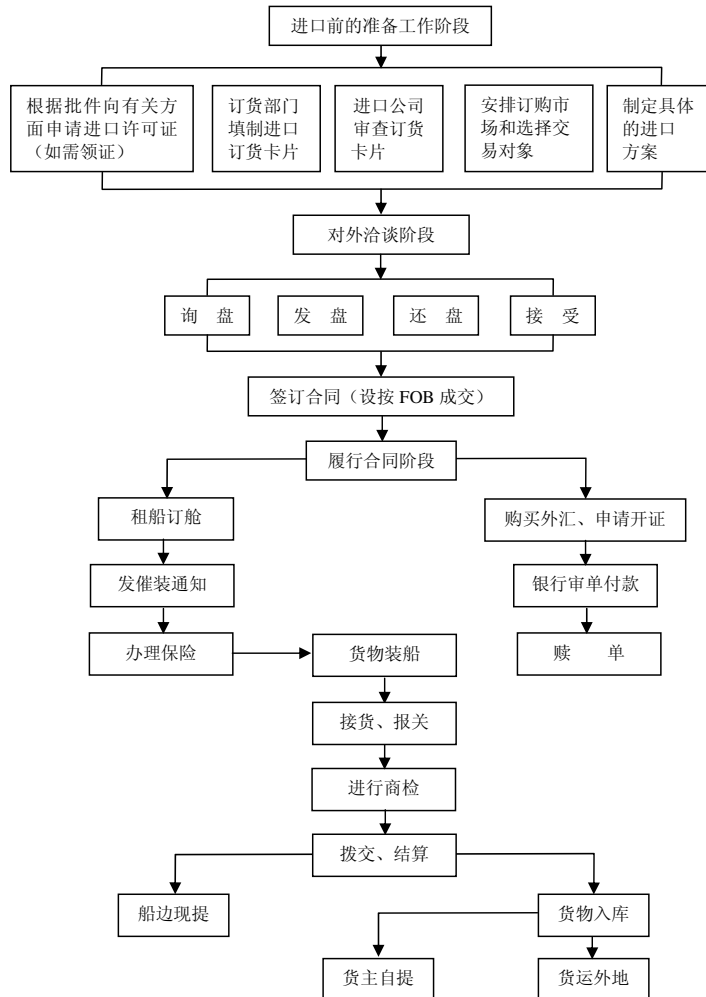 进口前的准备工作阶段
根据批件向有关方
面申请进口许可证
（如需领证）
订货部门
填制进口
订货卡片
进口公司
审查订货
卡片
安排订购市
场和选择交
易对象
制定具体
的进口
方案
对外洽谈阶段
询 盘
发 盘
还 盘
接 受
签订合同（设按 FOB 成交）
履行合同阶段
租船订舱
购买外汇、申请开证
发催装通知
银行审单付款
办理保险
货物装船
赎 单
接货、报关
进行商检
拨交、结算
船边现提
货物入库
货主自提
货运外地